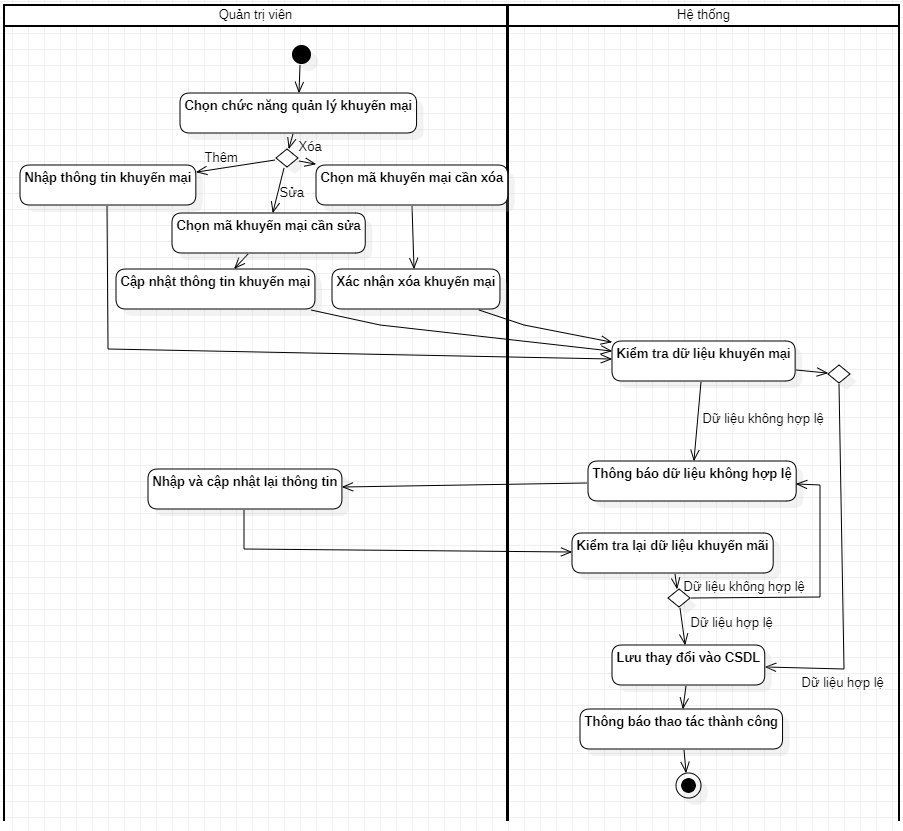 Quản trị viên
Hệ thống
Chọn chức năng quản lý khuyến mại
Xóa
Thêm
Nhập thông tin khuyến mại
Chọn mã khuyến mại cần xóa
Sửa
Chọn mã khuyến mại cần sửa
Cập nhật thông tin khuyến mại
Xác nhận xóa khuyến mại
Kiểm tra dữ liệu khuyến mại
Dữ liệu không hợp lệ
Thông báo dữ liệu không hợp lệ
Nhập và cập nhật lại thông tin
Kiểm tra lại dữ liệu khuyến mãi
Dữ liệu không hợp lệ
Dữ liệu hợp lệ
Lưu thay đổi vào CSDL
Dữ liệu hợp lệ
Thông báo thao tác thành công